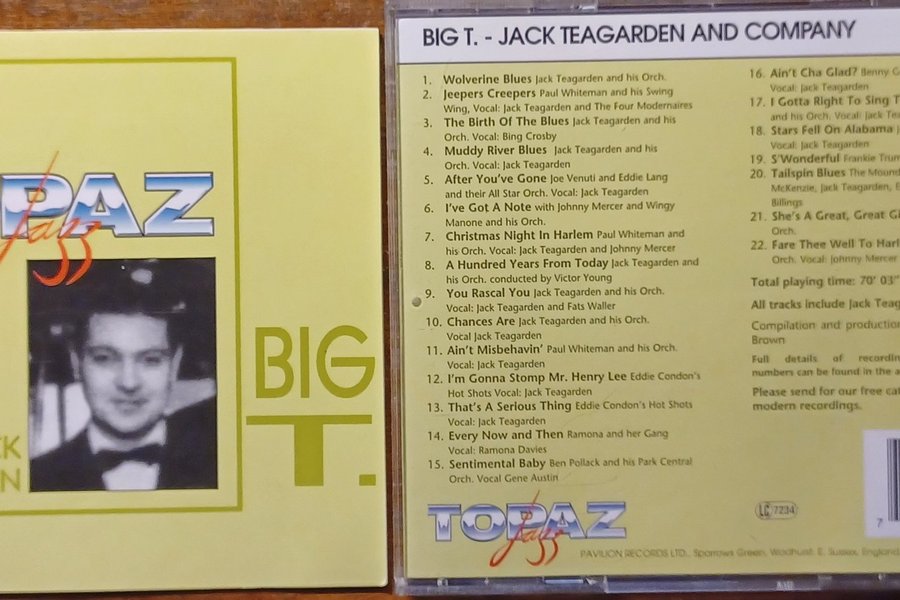 PAZ
Jazz
BIG
T.
CK
N
BIG T. - JACK TEAGARDEN AND COMPANY
1. Wolverine Blues Jack Teagarden and his Orch.
2. Jeepers Creepers Paul Whiteman and his Swing
Wing, Vocal: Jack Teagarden and The Four Modernaires
3. The Birth Of The Blues Jack Teagarden and his
Orch. Vocal: Bing Crosby
4. Muddy River Blues Jack Teagarden and his
Orch. Vocal: Jack Teagarden
5. After You've Gone Joe Venuti and Eddie Lang
and their All Star Orch. Vocal: Jack Teagarden
6. I've Got A Note with Johnny Mercer and Wingy
Manone and his Orch.
7. Christmas Night In Harlem Paul Whiteman and
his Orch. Vocal: Jack Teagarden and Johnny Mercer
8. A Hundred Years From Today Jack Teagarden and
his Orch. conducted by Victor Young
9. You Rascal You Jack Teagarden and his Orch.
Vocal: Jack Teagarden and Fats Waller
10. Chances Are Jack Teagarden and his Orch.
Vocal Jack Teagarden
11. Ain't Misbehavin' Paul Whiteman and his Orch.
Vocal: Jack Teagarden
12. I'm Gonna Stomp Mr. Henry Lee Eddie Condon's
Hot Shots Vocal: Jack Teagarden
13. That's A Serious Thing Eddie Condon's Hot Shots
Vocal: Jack Teagarden
14. Every Now and Then Ramona and her Gang
Vocal: Ramona Davies
15. Sentimental Baby Ben Pollack and his Park Central
Orch. Vocal Gene Austin
16. Ain't Cha Glad? Benny G
Vocal: Jack Teagarden
17. I Gotta Right To Sing T
and his Orch. Vocal: Jack Tea
18. Stars Fell On Alabama J
Vocal: Jack Teagarden
19. S'Wonderful Frankie Trum
20. Tailspin Blues The Mound
McKenzie, Jack Teagarden, E
Billings
21. She's A Great, Great Gi
Orch.
22. Fare Thee Well To Harl
Orch. Vocal: Johnny Mercer
Total playing time: 70' 03"
All tracks include Jack Teag
Compilation and production
Brown
Full details of recordin
numbers can be found in the a
Please send for our free cat
modern recordings.
TOPAZ
Jazz
LC 7234
7
PAVILION RECORDS LTD., Sparrows Green, Wadhurst, E. Sussex, England